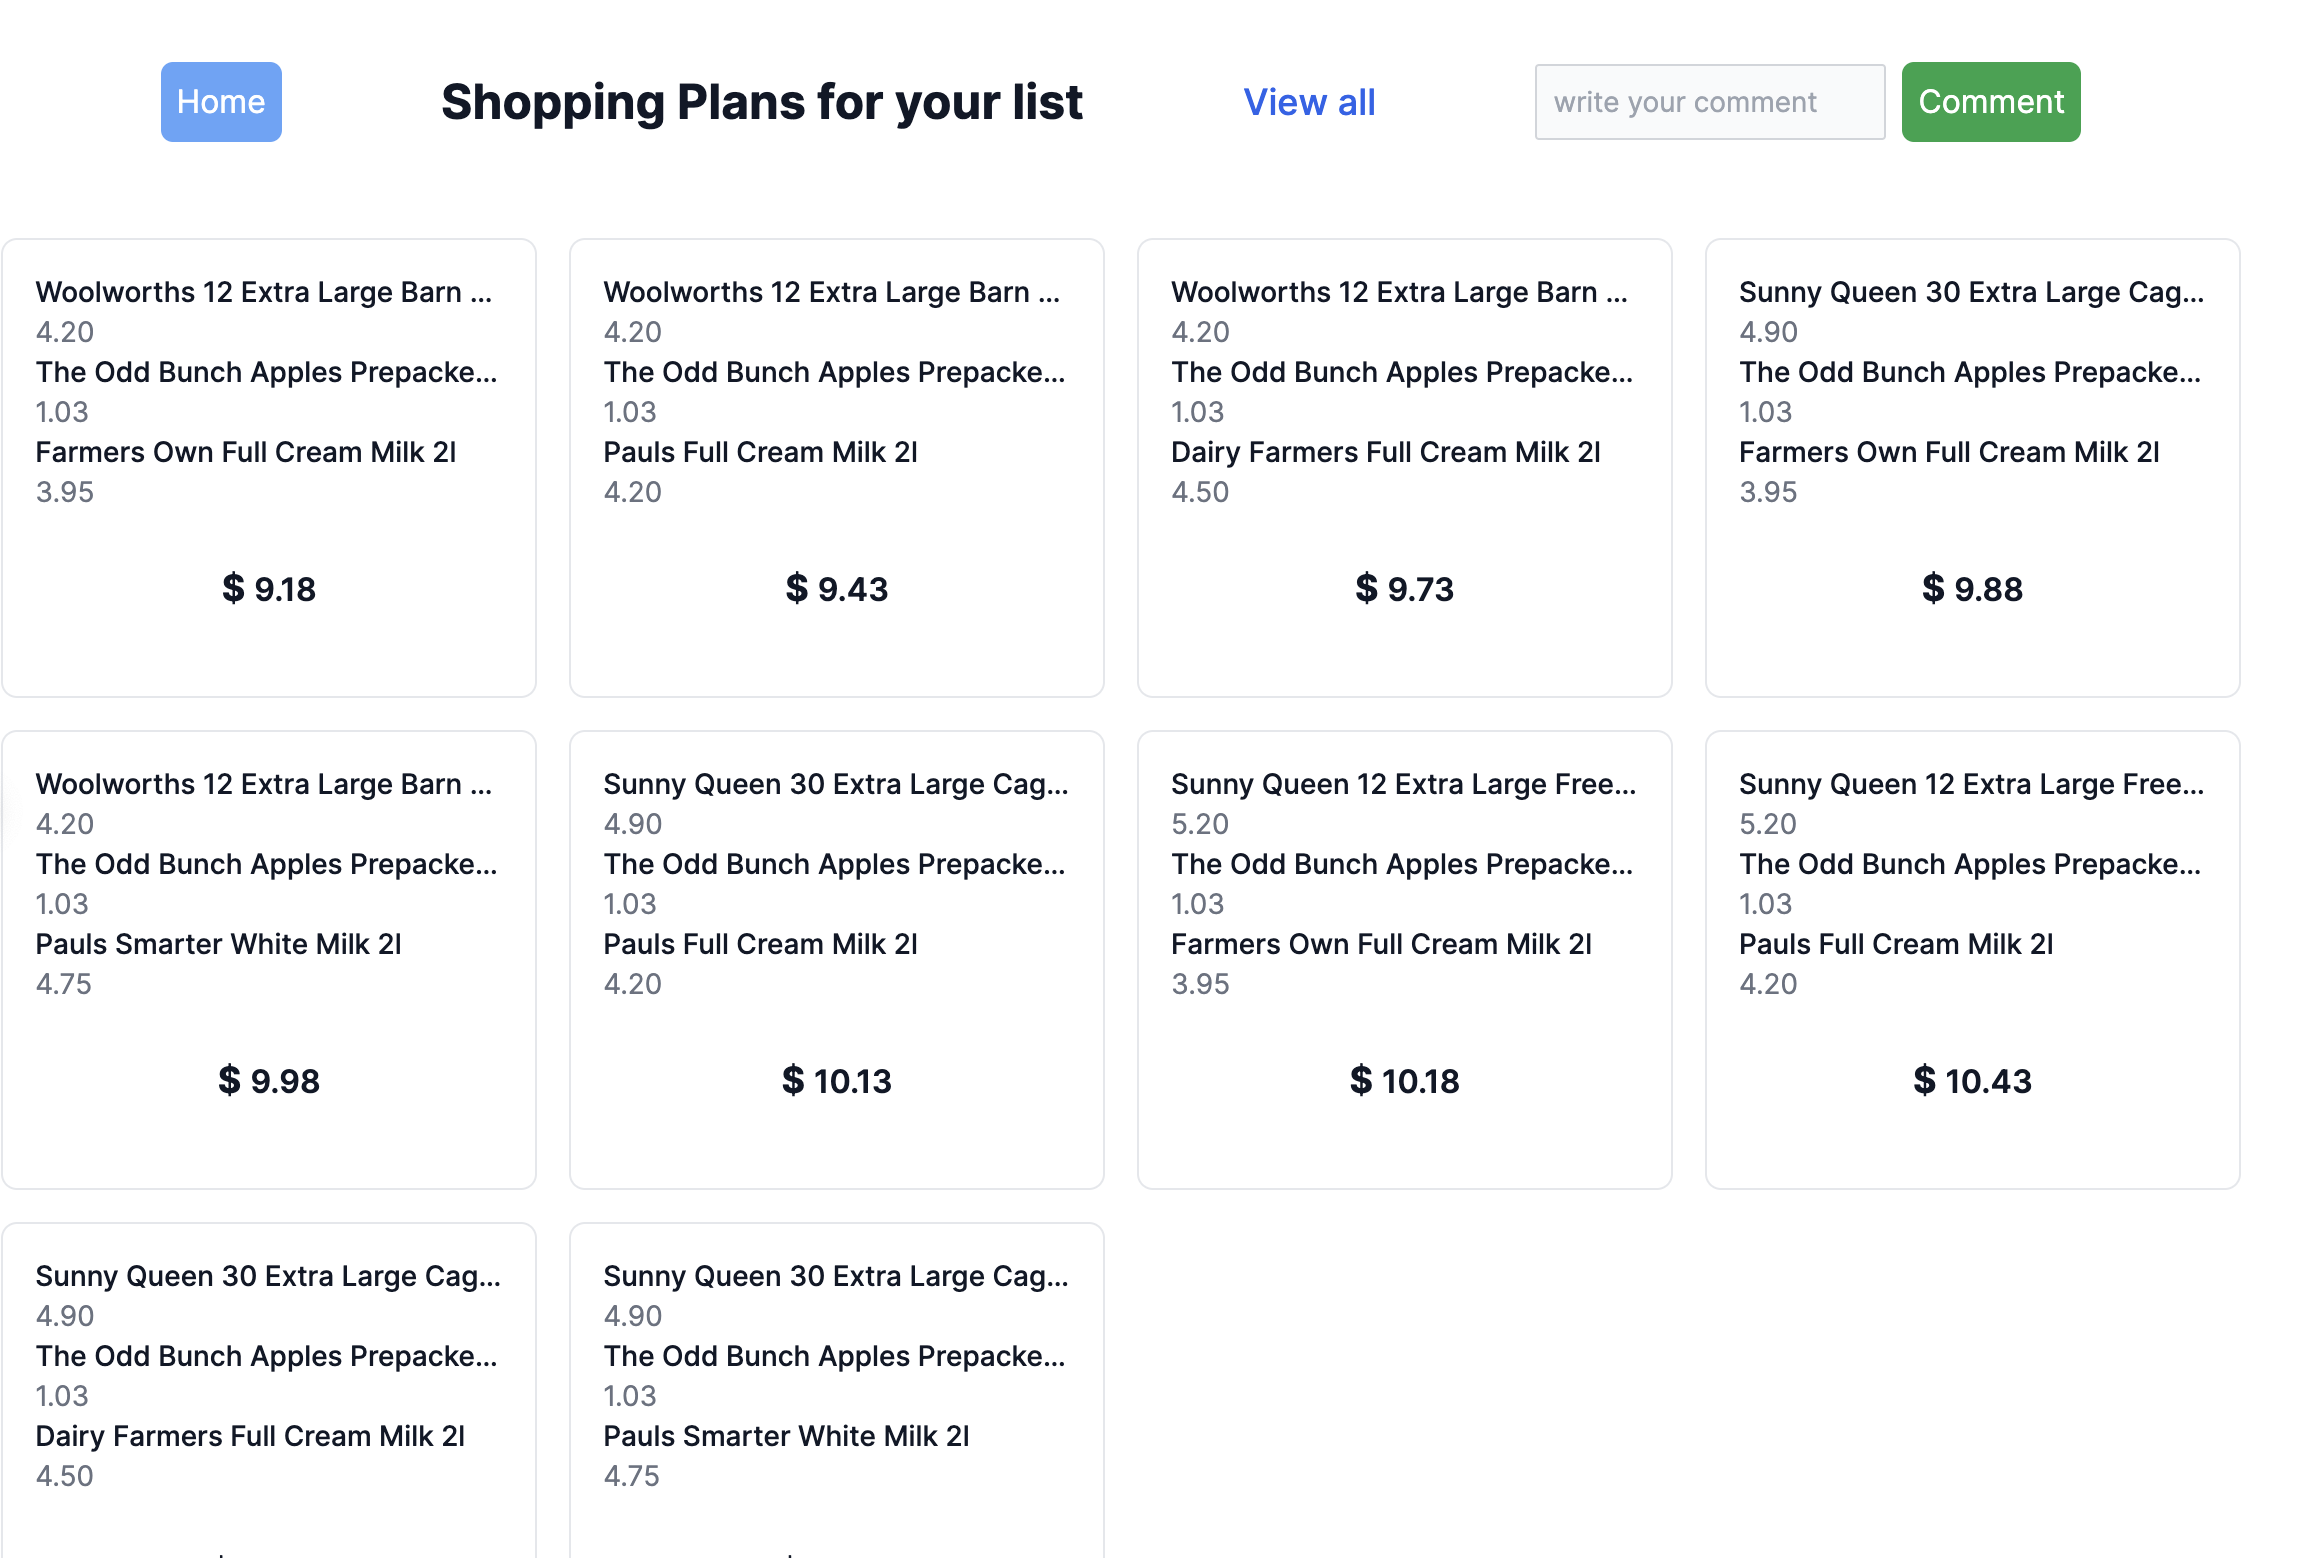 Home
Shopping Plans for your list
View all
write your comment
Comment
Woolworths 12 Extra Large Barn ...
4.20
The Odd Bunch Apples Prepacke...
1.03
Farmers Own Full Cream Milk 2l
3.95
$ 9.18
Woolworths 12 Extra Large Barn ...
4.20
The Odd Bunch Apples Prepacke...
1.03
Pauls Full Cream Milk 2l
4.20
$ 9.43
Woolworths 12 Extra Large Barn ...
4.20
The Odd Bunch Apples Prepacke...
1.03
Dairy Farmers Full Cream Milk 2l
4.50
$ 9.73
Sunny Queen 30 Extra Large Cag...
4.90
The Odd Bunch Apples Prepacke...
1.03
Farmers Own Full Cream Milk 2l
3.95
$ 9.88
Woolworths 12 Extra Large Barn ...
4.20
The Odd Bunch Apples Prepacke...
1.03
Pauls Smarter White Milk 2l
4.75
$ 9.98
Sunny Queen 30 Extra Large Cag...
4.90
The Odd Bunch Apples Prepacke...
1.03
Pauls Full Cream Milk 2l
4.20
$ 10.13
Sunny Queen 12 Extra Large Free...
5.20
The Odd Bunch Apples Prepacke...
1.03
Farmers Own Full Cream Milk 2l
3.95
$ 10.18
Sunny Queen 12 Extra Large Free...
5.20
The Odd Bunch Apples Prepacke...
1.03
Pauls Full Cream Milk 2l
4.20
$ 10.43
Sunny Queen 30 Extra Large Cag...
4.90
The Odd Bunch Apples Prepacke...
1.03
Dairy Farmers Full Cream Milk 2l
4.50
Sunny Queen 30 Extra Large Cag...
4.90
The Odd Bunch Apples Prepacke...
1.03
Pauls Smarter White Milk 2l
4.75